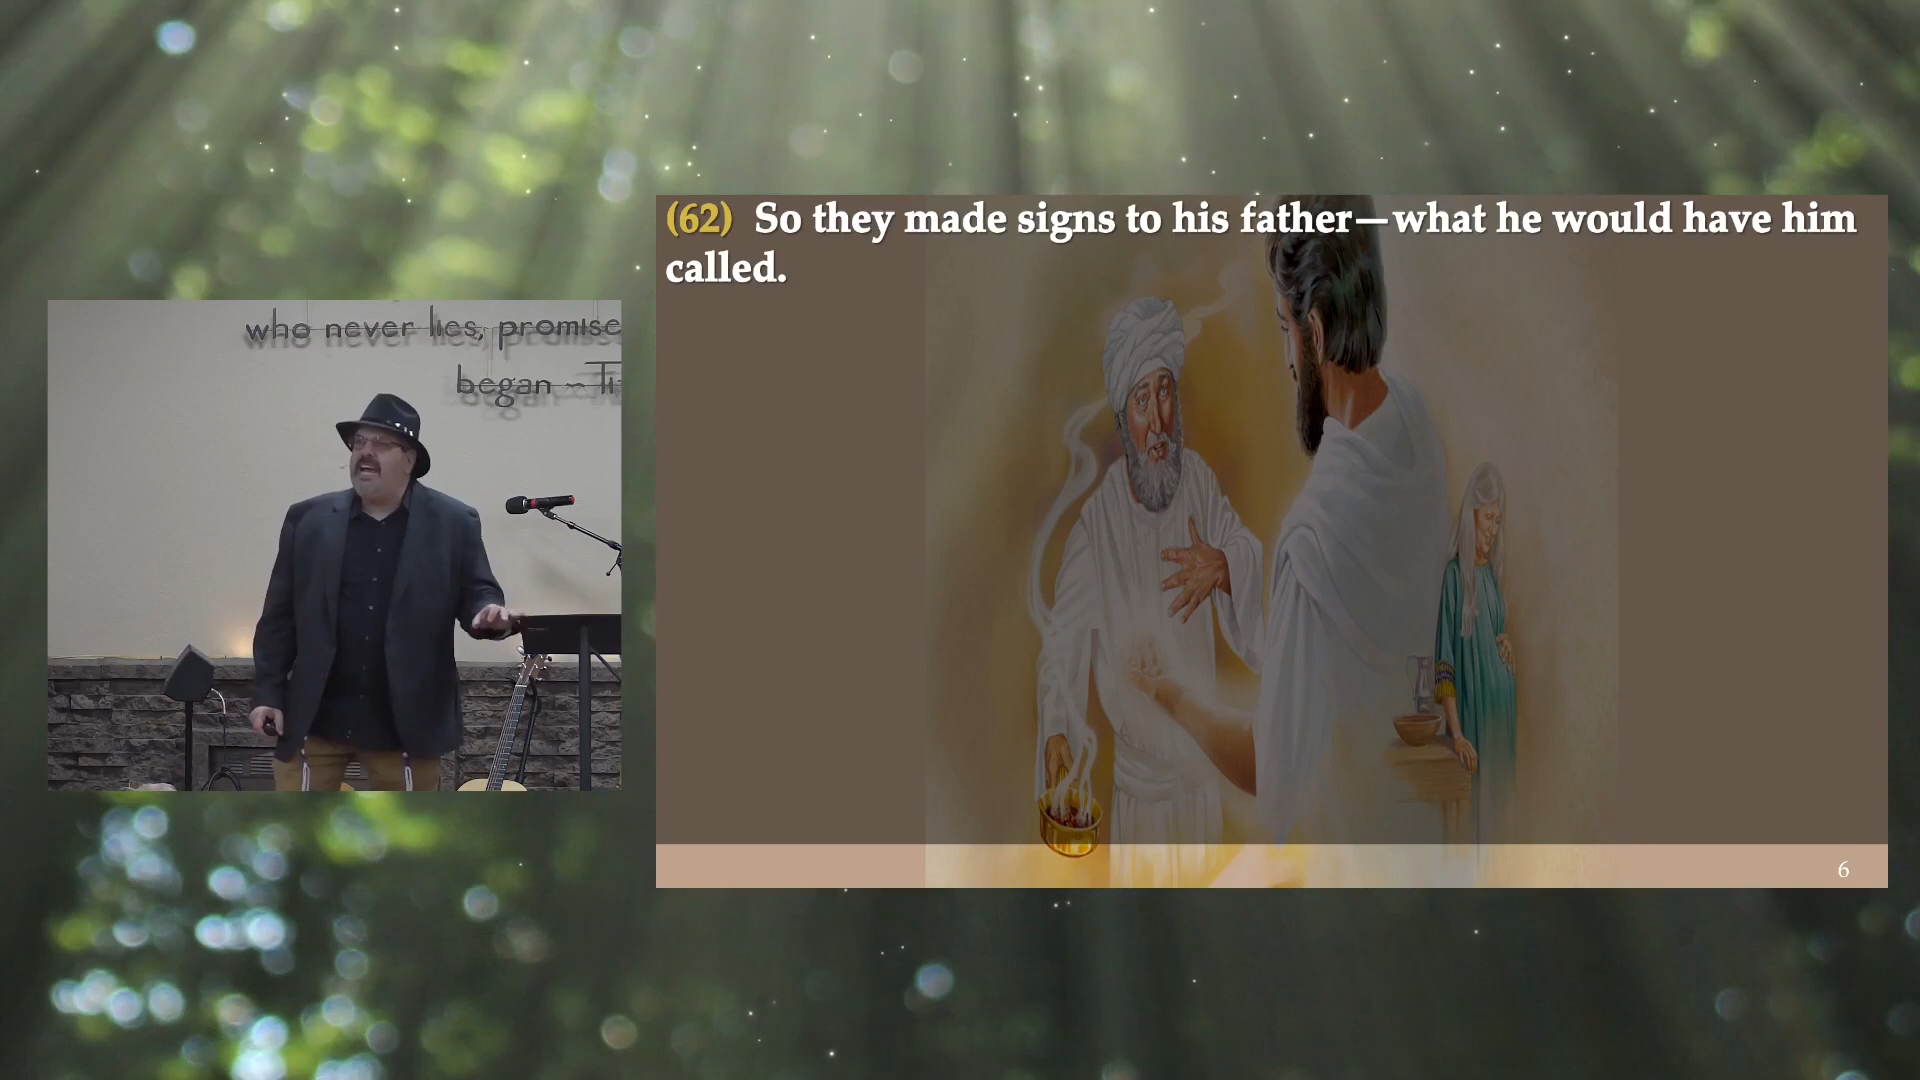 (62) So they made signs to his father—what he would have him
called.
who never lies, promise
began ~ Ti
6